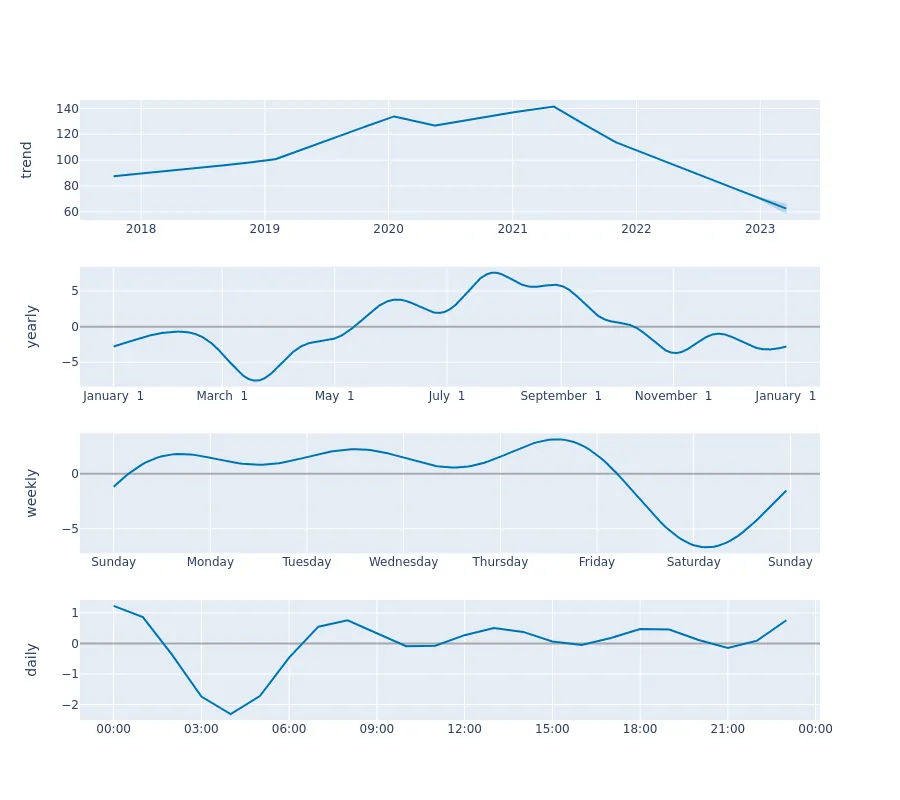 trend
140
120
100
80
60
2018 2019 2020 2021 2022 2023
yearly
5
0
−5
January 1 March 1 May 1 July 1 September 1 November 1 January 1
weekly
0
−5
Sunday Monday Tuesday Wednesday Thursday Friday Saturday Sunday
daily
1
0
−1
−2
00:00 03:00 06:00 09:00 12:00 15:00 18:00 21:00 00:00